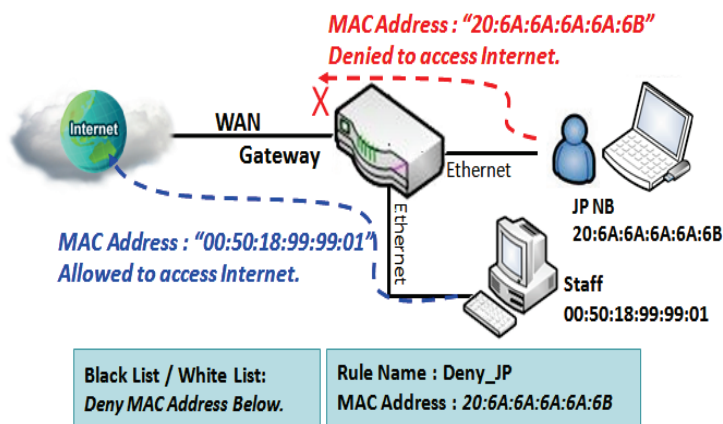 MAC Address : “20:6A:6A:6A:6A:6B”
Denied to access Internet.
X
Internet
WAN
Gateway
Ethernet
JP NB
20:6A:6A:6A:6A:6B
Ethernet
MAC Address : “00:50:18:99:99:01”
Allowed to access Internet.
Staff
00:50:18:99:99:01
Black List / White List:
Deny MAC Address Below.
Rule Name : Deny_JP
MAC Address : 20:6A:6A:6A:6A:6B